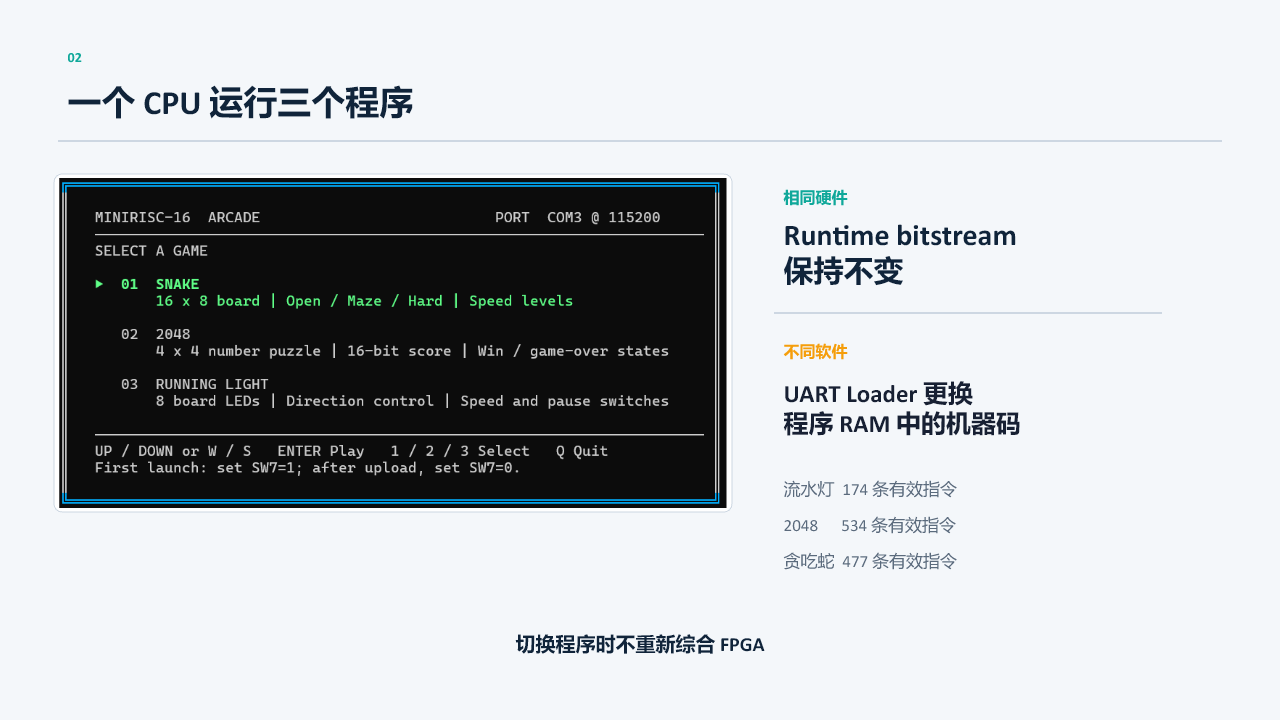 02
一个 CPU 运行三个程序
MINIRISC-16 ARCADE PORT COM3 @ 115200
SELECT A GAME
▶ 01 SNAKE
16 x 8 board | Open / Maze / Hard | Speed levels
02 2048
4 x 4 number puzzle | 16-bit score | Win / game-over states
03 RUNNING LIGHT
8 board LEDs | Direction control | Speed and pause switches
UP / DOWN or W / S ENTER Play 1 / 2 / 3 Select Q Quit
First launch: set SW7=1; after upload, set SW7=0.
相同硬件
Runtime bitstream
保持不变
不同软件
UART Loader 更换
程序 RAM 中的机器码
流水灯 174 条有效指令
2048 534 条有效指令
贪吃蛇 477 条有效指令
切换程序时不重新综合 FPGA